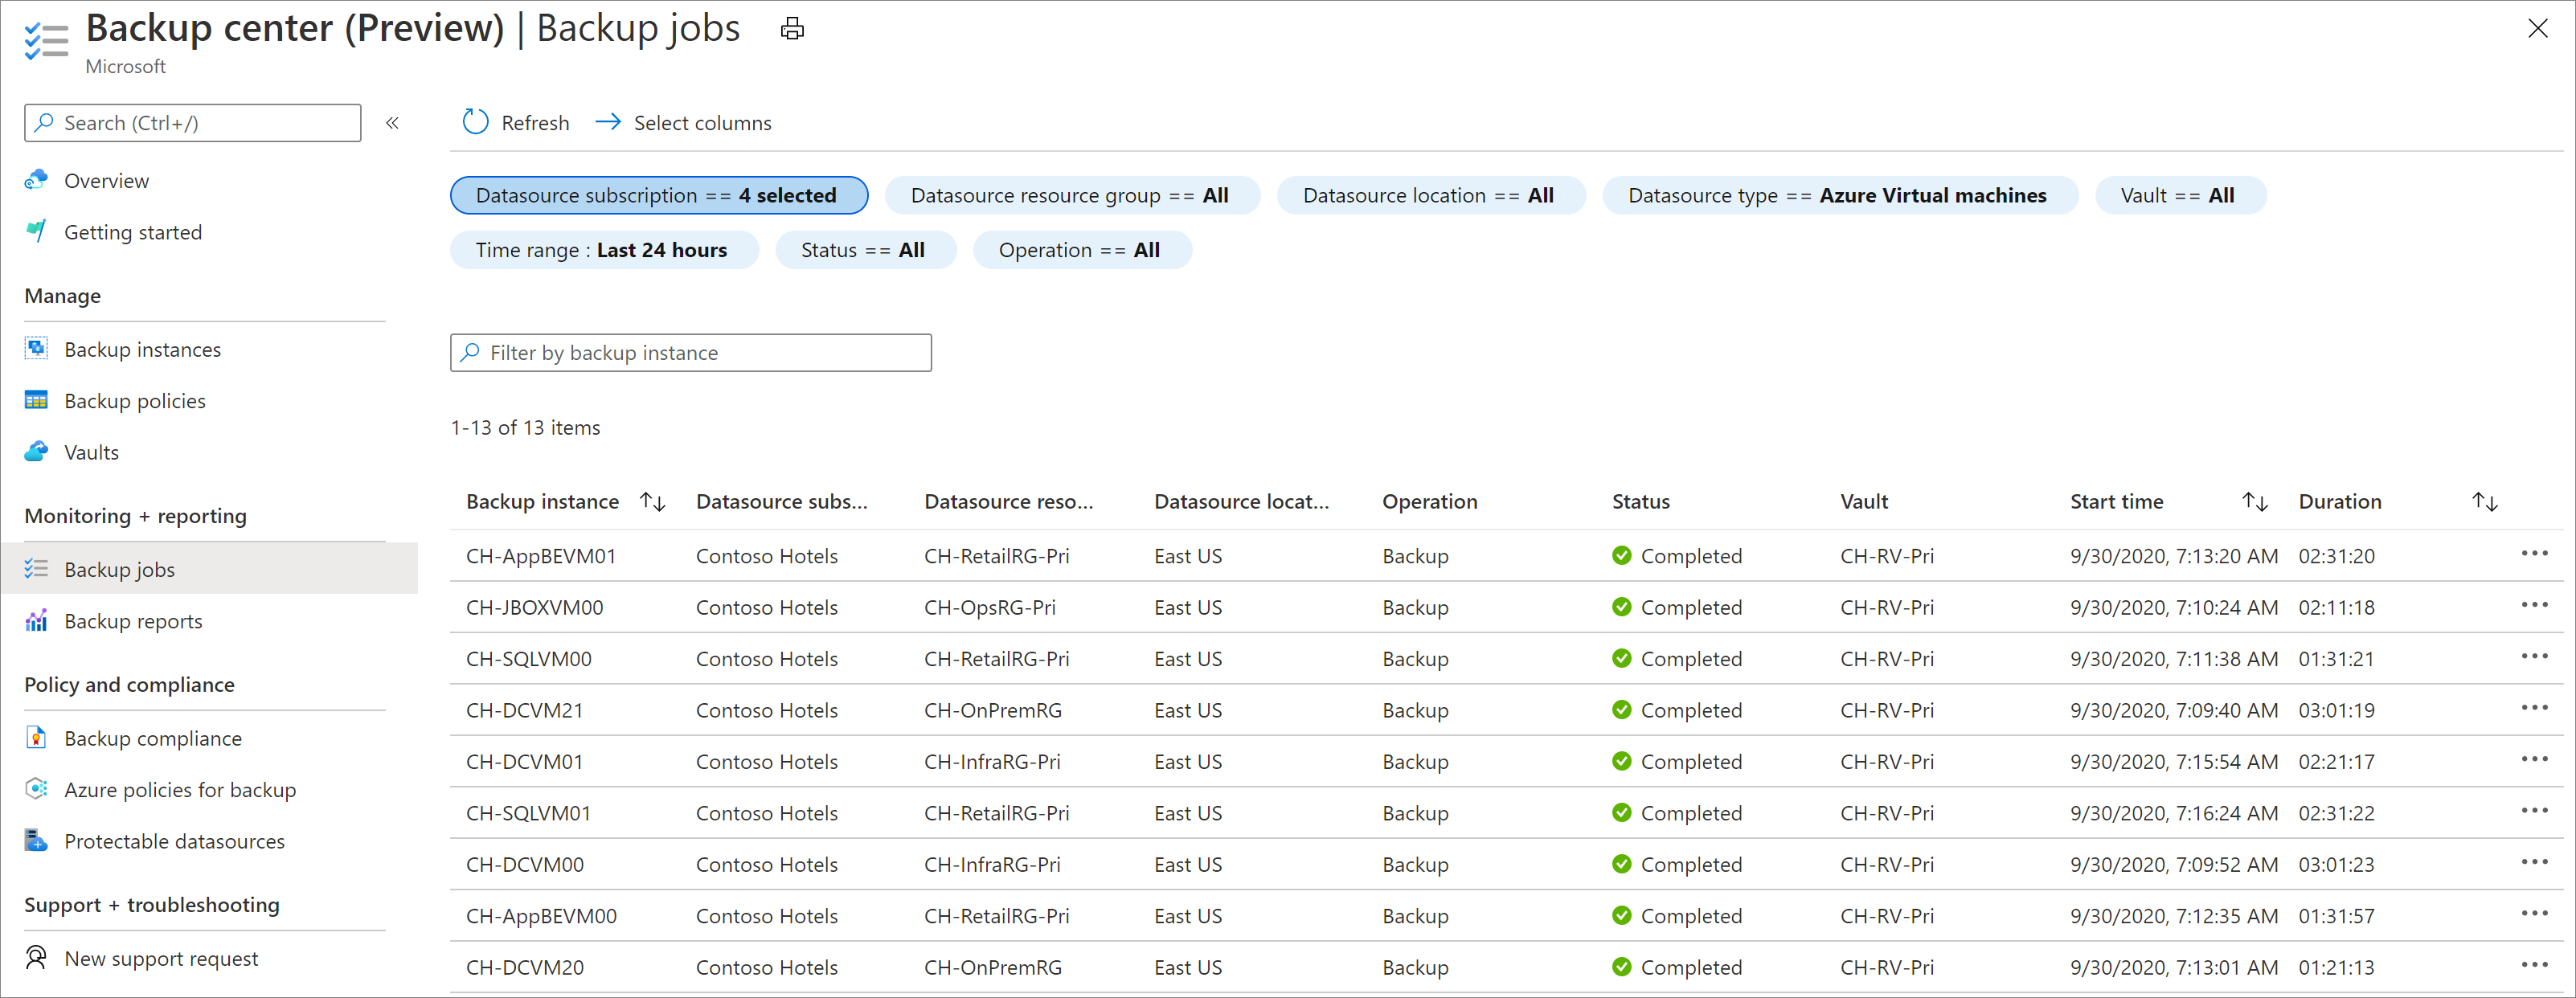 Backup center (Preview) | Backup jobs
Microsoft
Search (Ctrl+/)
«
Overview
Getting started
Manage
Backup instances
Backup policies
Vaults
Monitoring + reporting
Backup jobs
Backup reports
Policy and compliance
Backup compliance
Azure policies for backup
Protectable datasources
Support + troubleshooting
New support request
Refresh Select columns
Datasource subscription == 4 selected Datasource resource group == All Datasource location == All Datasource type == Azure Virtual machines Vault == All
Time range : Last 24 hours Status == All Operation == All
Filter by backup instance
1-13 of 13 items
Backup instance Datasource subs... Datasource reso... Datasource locat... Operation Status Vault Start time Duration
CH-AppBEVM01 Contoso Hotels CH-RetailRG-Pri East US Backup Completed CH-RV-Pri 9/30/2020, 7:13:20 AM 02:31:20
CH-JBOXVM00 Contoso Hotels CH-OpsRG-Pri East US Backup Completed CH-RV-Pri 9/30/2020, 7:10:24 AM 02:11:18
CH-SQLVM00 Contoso Hotels CH-RetailRG-Pri East US Backup Completed CH-RV-Pri 9/30/2020, 7:11:38 AM 01:31:21
CH-DCVM21 Contoso Hotels CH-OnPremRG East US Backup Completed CH-RV-Pri 9/30/2020, 7:09:40 AM 03:01:19
CH-DCVM01 Contoso Hotels CH-InfraRG-Pri East US Backup Completed CH-RV-Pri 9/30/2020, 7:15:54 AM 02:21:17
CH-SQLVM01 Contoso Hotels CH-RetailRG-Pri East US Backup Completed CH-RV-Pri 9/30/2020, 7:16:24 AM 02:31:22
CH-DCVM00 Contoso Hotels CH-InfraRG-Pri East US Backup Completed CH-RV-Pri 9/30/2020, 7:09:52 AM 03:01:23
CH-AppBEVM00 Contoso Hotels CH-RetailRG-Pri East US Backup Completed CH-RV-Pri 9/30/2020, 7:12:35 AM 01:31:57
CH-DCVM20 Contoso Hotels CH-OnPremRG East US Backup Completed CH-RV-Pri 9/30/2020, 7:13:01 AM 01:21:13